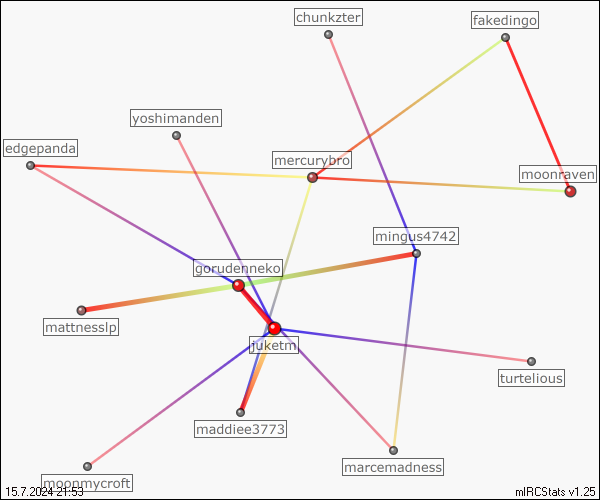 chunkzter
fakedingo
yoshimanden
edgepanda
mercurybro
moonraven
mingus4742
gorudenneko
mattnesslp
juketm
turtelious
maddiee3773
marcemadness
moonmycroft
15.7.2024 21:53
mIRCStats v1.25